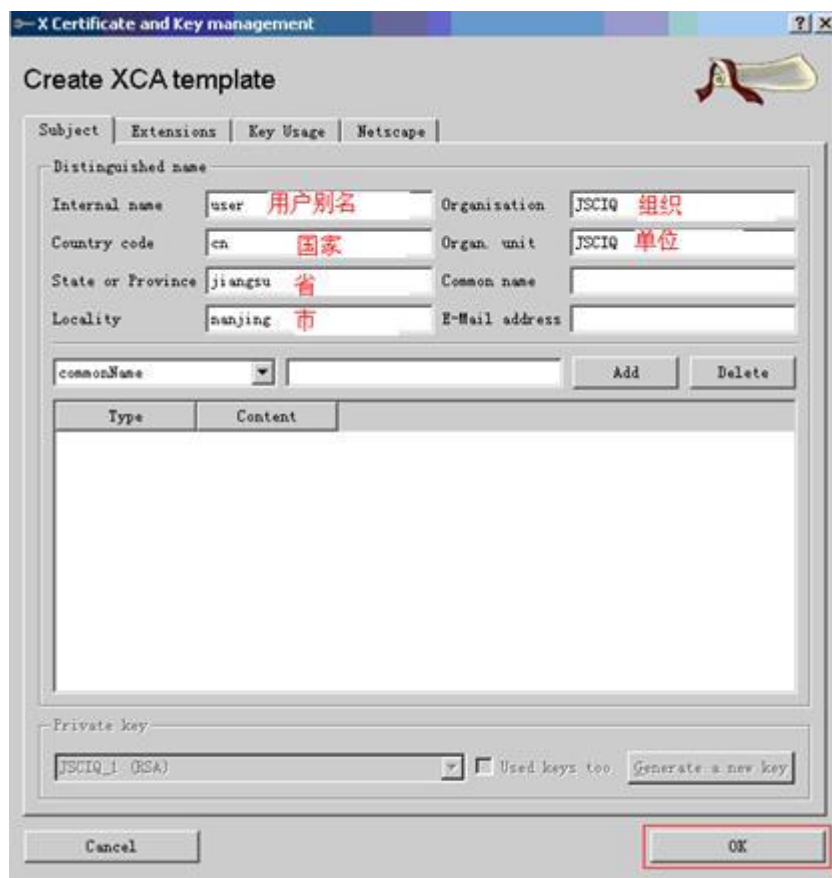 X Certificate and Key management
Create XCA template
Subject Extensions Key Usage Netscape
Distinguished name
Internal name user 用户别名 Organisation JSCIQ 组织
Country code cn 国家 Organ. unit JSCIQ 单位
State or Province jiangsu 省 Common name
Locality nanjing 市 E-Mail address
commonName Add Delete
Type Content
Private key
JSCIQ_1 (RSA) Used keys too Generate a new key
Cancel OK